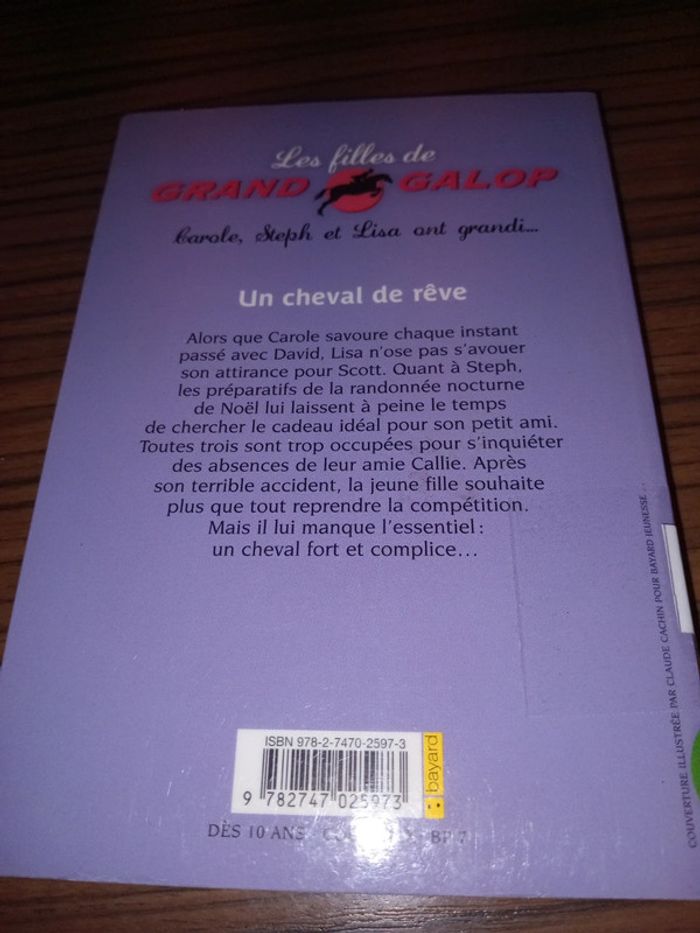 Les filles de
GRAND GALOP
Carole, Steph et Lisa ont grandi...
Un cheval de rêve
Alors que Carole savoure chaque instant
passé avec David, Lisa n'ose pas s'avouer
son attirance pour Scott. Quant à Steph,
les préparatifs de la randonnée nocturne
de Noël lui laissent à peine le temps
de chercher le cadeau idéal pour son petit ami.
Toutes trois sont trop occupées pour s'inquiéter
des absences de leur amie Callie. Après
son terrible accident, la jeune fille souhaite
plus que tout reprendre la compétition.
Mais il lui manque l'essentiel :
un cheval fort et complice...
COUVERTURE ILLUSTRÉE PAR CLAUDE CACHIN POUR BAYARD JEUNESSE
ISBN 978-2-7470-2597-3
9 782747 025973
bayard
DÈS 10 ANS